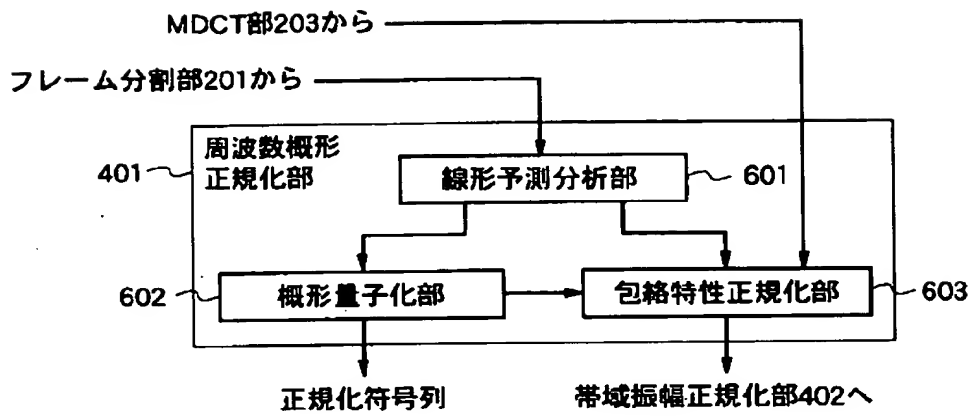 MDCT部203から
フレーム分割部201から
周波数概形
正規化部
401
線形予測分析部
601
602
概形量子化部
包絡特性正規化部
603
正規化符号列
帯域振幅正規化部402へ